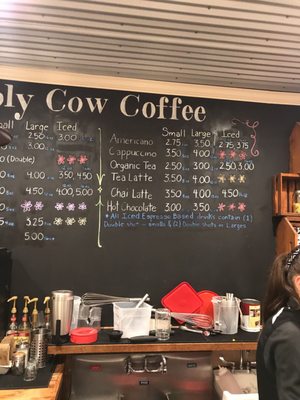 oly Cow Coffee
Small Large Iced
Small Large Iced
2.50 3.00
Americano 2.75 3.50 2.75 3.75
3.00
Cappuccino 3.50 4.00
(Double)
Organic Tea 2.50 3.00 2.50 3.00
4.00 3.50 4.50
Tea Latte 3.50 4.00
4.50 4.00 5.00
Chai Latte 3.50 4.00 4.50
Hot Chocolate 3.00 3.50
3.25
* All Iced Espresso Based drinks contain (1)
Double shot - smalls & (2) Double shots on Larges
5.00